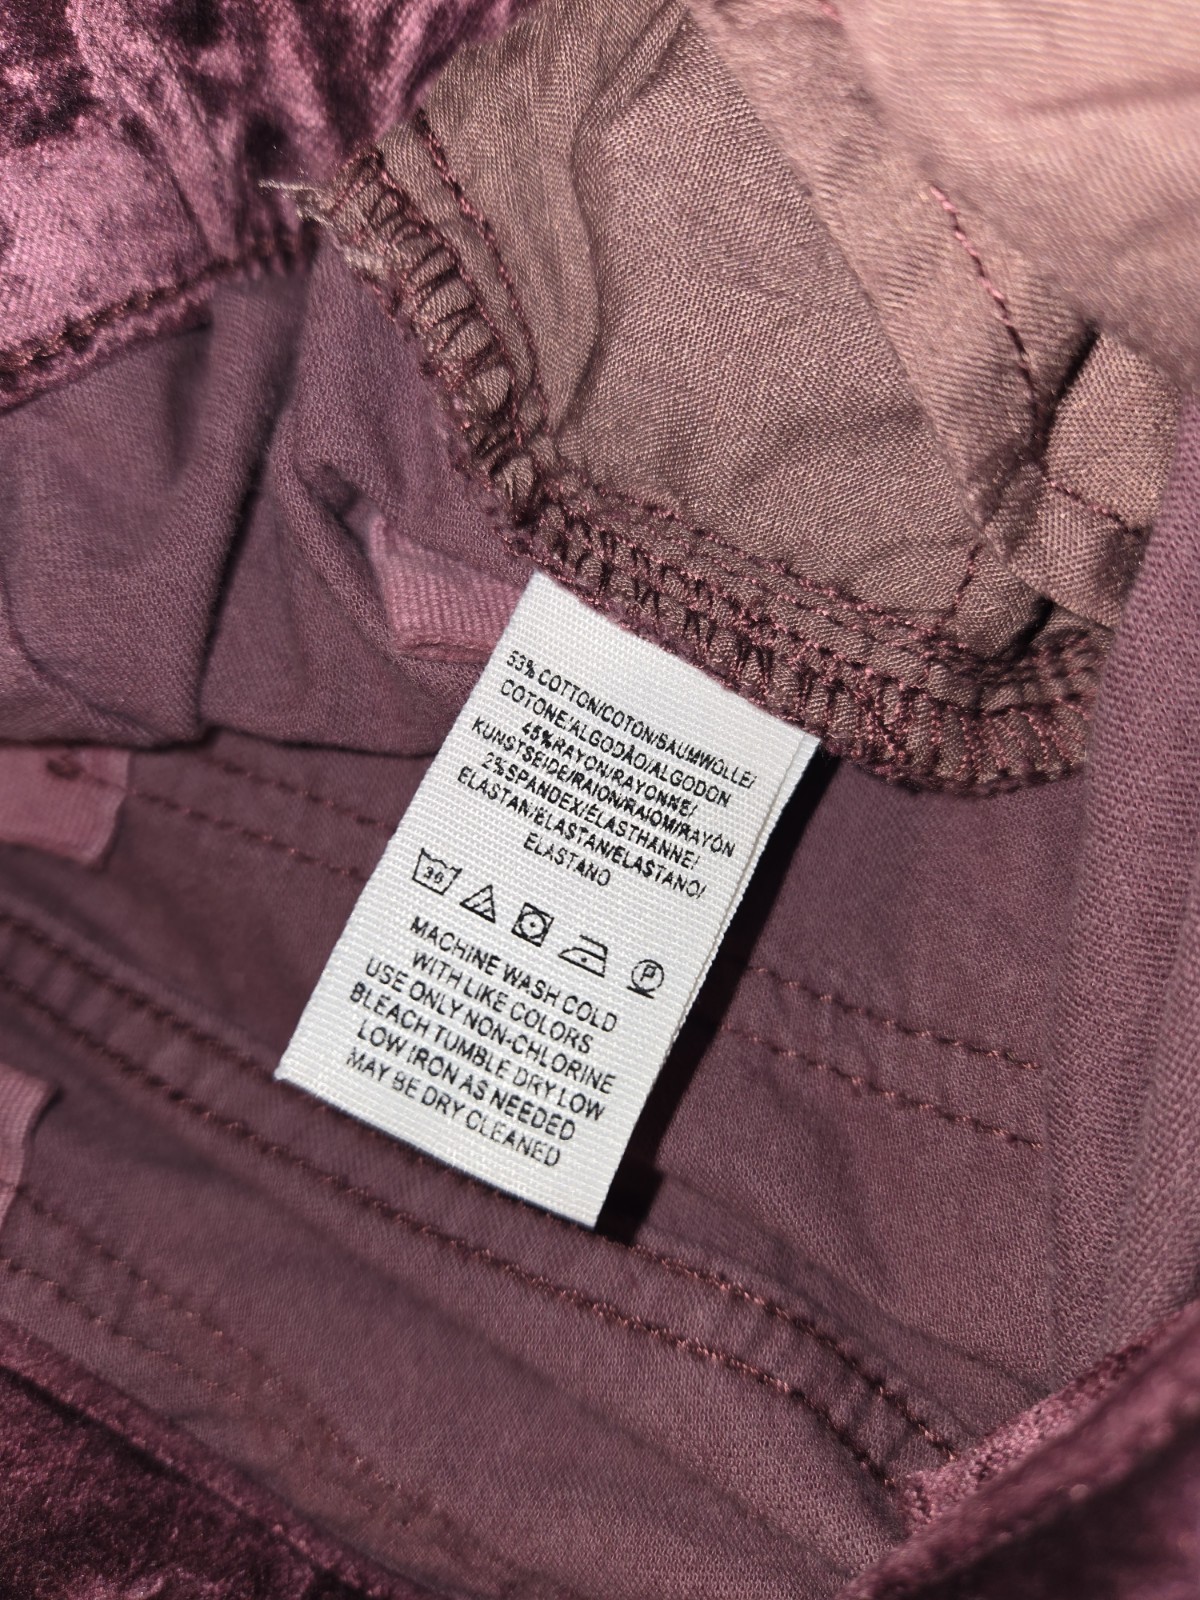 53% COTTON/COTON/BAUMWOLLE/
COTONE/ALGODÃO/ALGODON
45%RAYON/RAYONNE/
KUNSTSEIDE/RAION/RAIOM/RAYÓN
2%SPANDEX/ÉLASTHANNE/
ELASTAN/ELASTAN/ELASTANO/
ELASTANO
30
P
MACHINE WASH COLD
WITH LIKE COLORS
USE ONLY NON-CHLORINE
BLEACH TUMBLE DRY LOW
LOW IRON AS NEEDED
MAY BE DRY CLEANED